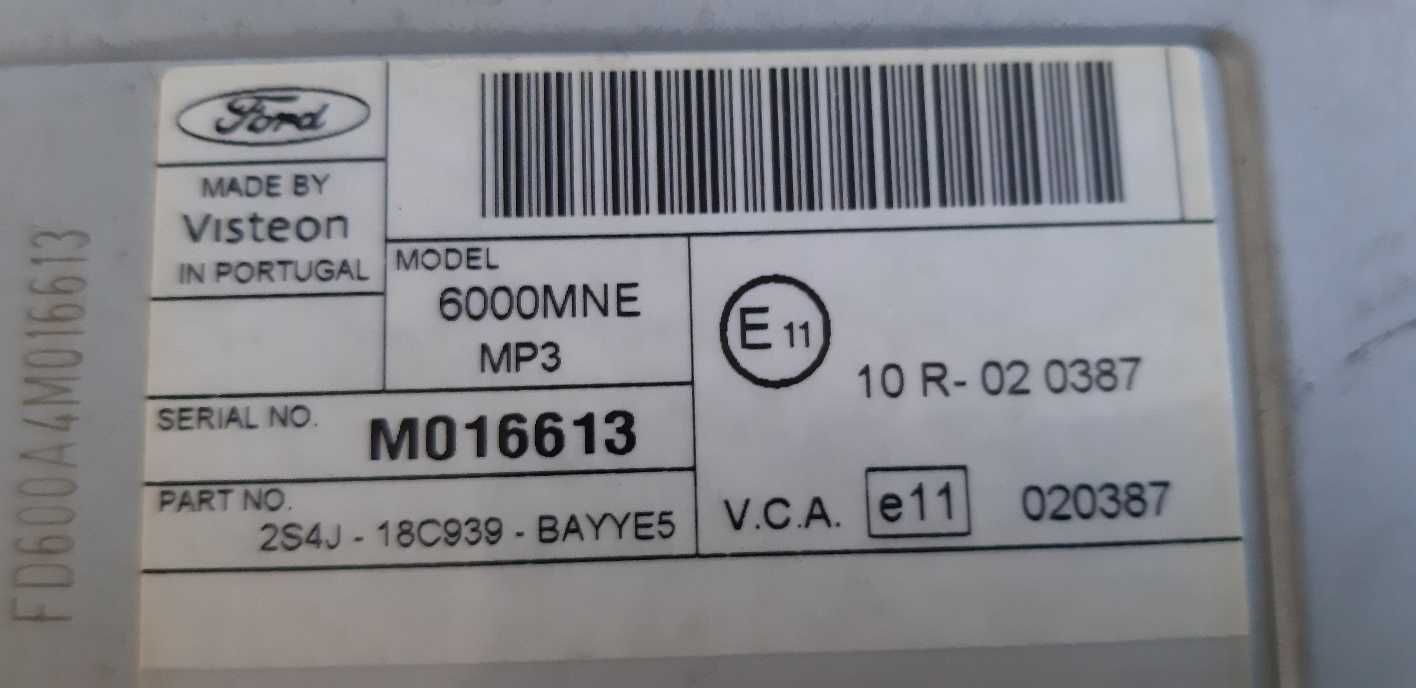 Ford
MADE BY
Visteon
IN PORTUGAL
MODEL
6000MNE
MP3
E 11
10 R- 02 0387
SERIAL NO. M016613
PART NO.
2S4J - 18C939 - BAYYE5
V.C.A. e11 020387
FD600A4M016613